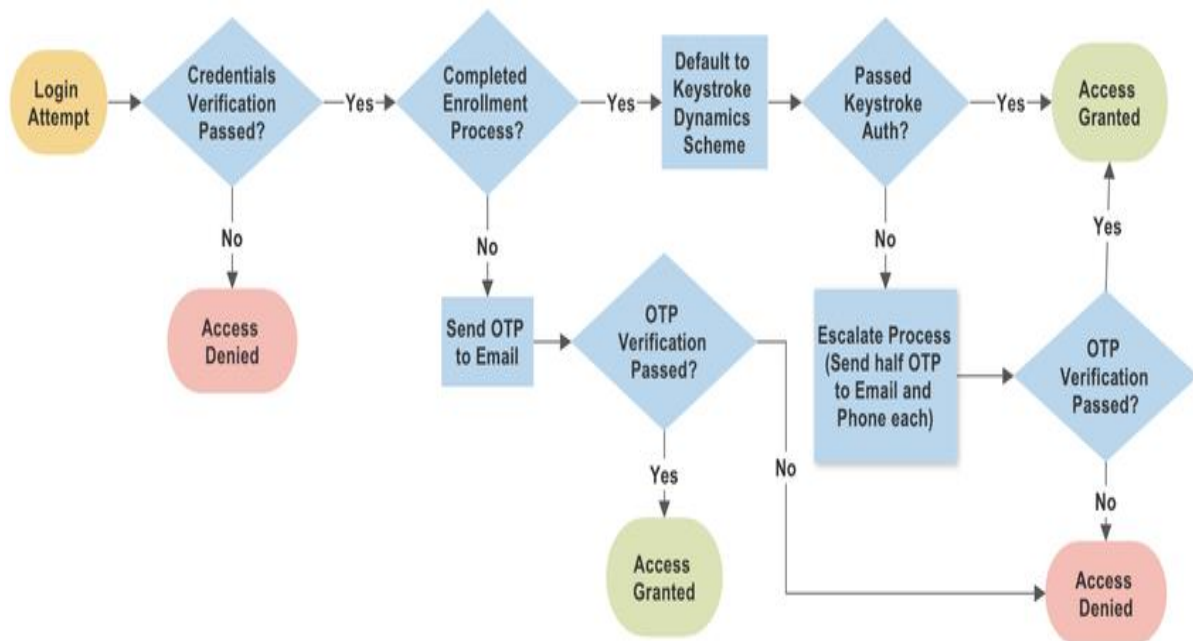 Login
Attempt
Credentials
Verification
Passed?
Yes
Completed
Enrollment
Process?
Yes
Default to
Keystroke
Dynamics
Scheme
Passed
Keystroke
Auth?
Yes
Access
Granted
No
Access
Denied
No
Send OTP
to Email
OTP
Verification
Passed?
Yes
Access
Granted
No
No
Escalate Process
(Send half OTP
to Email and
Phone each)
OTP
Verification
Passed?
Yes
No
Access
Denied